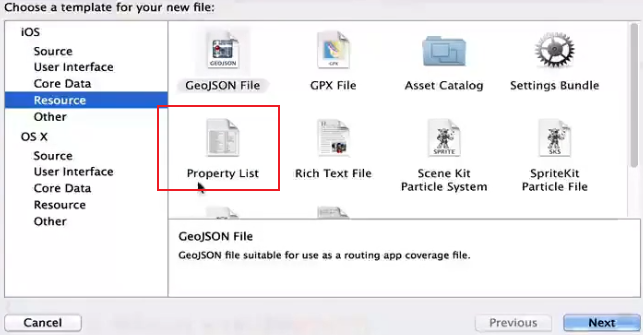 Choose a template for your new file:
iOS
Source
User Interface
Core Data
Resource
Other
OS X
Source
User Interface
Core Data
Resource
Other
GEOJSON
GeoJSON File
GPX
GPX File
Asset Catalog
Settings Bundle
Property List
Rich Text File
SPRITE
Scene Kit
Particle System
SKS
SpriteKit
Particle File
GeoJSON File
GeoJSON file suitable for use as a routing app coverage file.
Cancel
Previous
Next